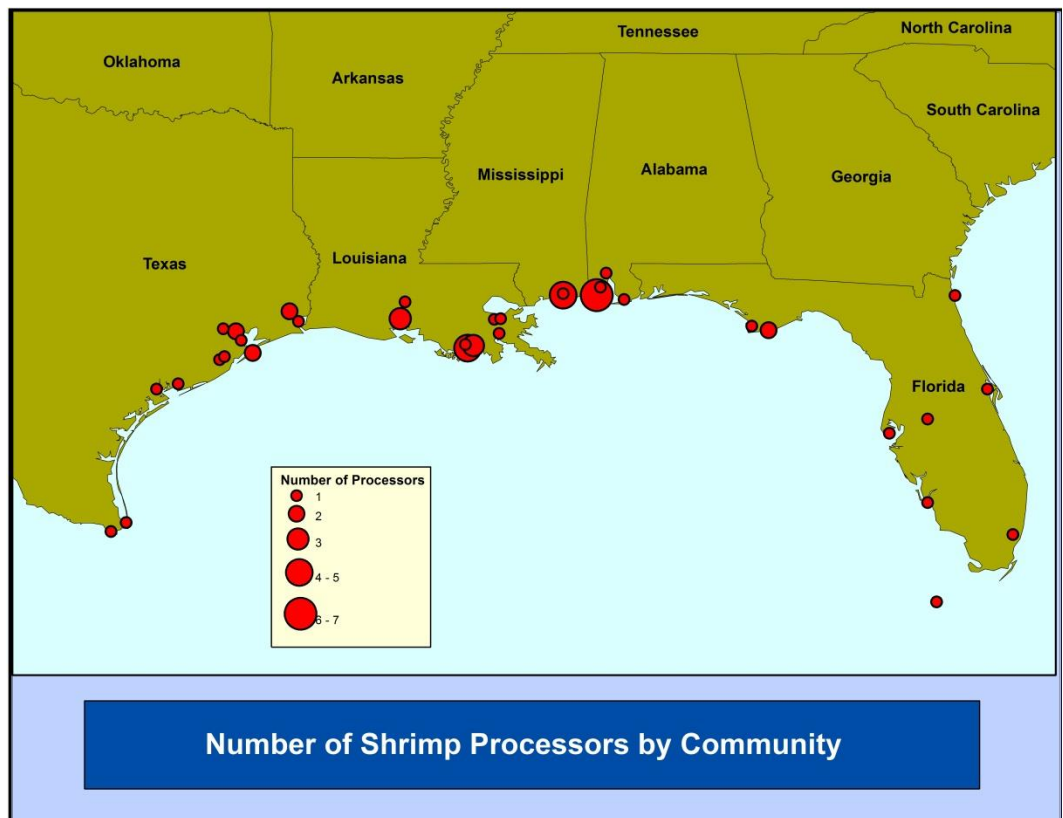 Tennessee
North Carolina
Oklahoma
Arkansas
South Carolina
Mississippi
Alabama
Georgia
Texas
Louisiana
Florida
Number of Processors
1
2
3
4 - 5
6 - 7
Number of Shrimp Processors by Community